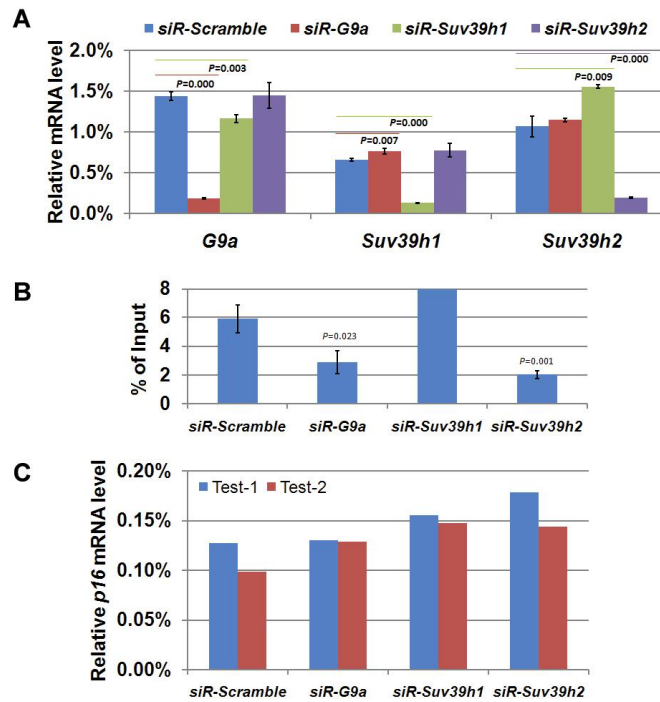 A
siR-Scramble siR-G9a siR-Suv39h1 siR-Suv39h2
Relative mRNA level
2.0%
1.5%
1.0%
0.5%
0.0%
P=0.003
P=0.000
P=0.000
P=0.007
P=0.000
P=0.009
G9a Suv39h1 Suv39h2
B
% of Input
8
6
4
2
0
P=0.023
P=0.001
siR-Scramble siR-G9a siR-Suv39h1 siR-Suv39h2
C
Relative p16 mRNA level
0.20%
0.15%
0.10%
0.05%
0.00%
Test-1 Test-2
siR-Scramble siR-G9a siR-Suv39h1 siR-Suv39h2